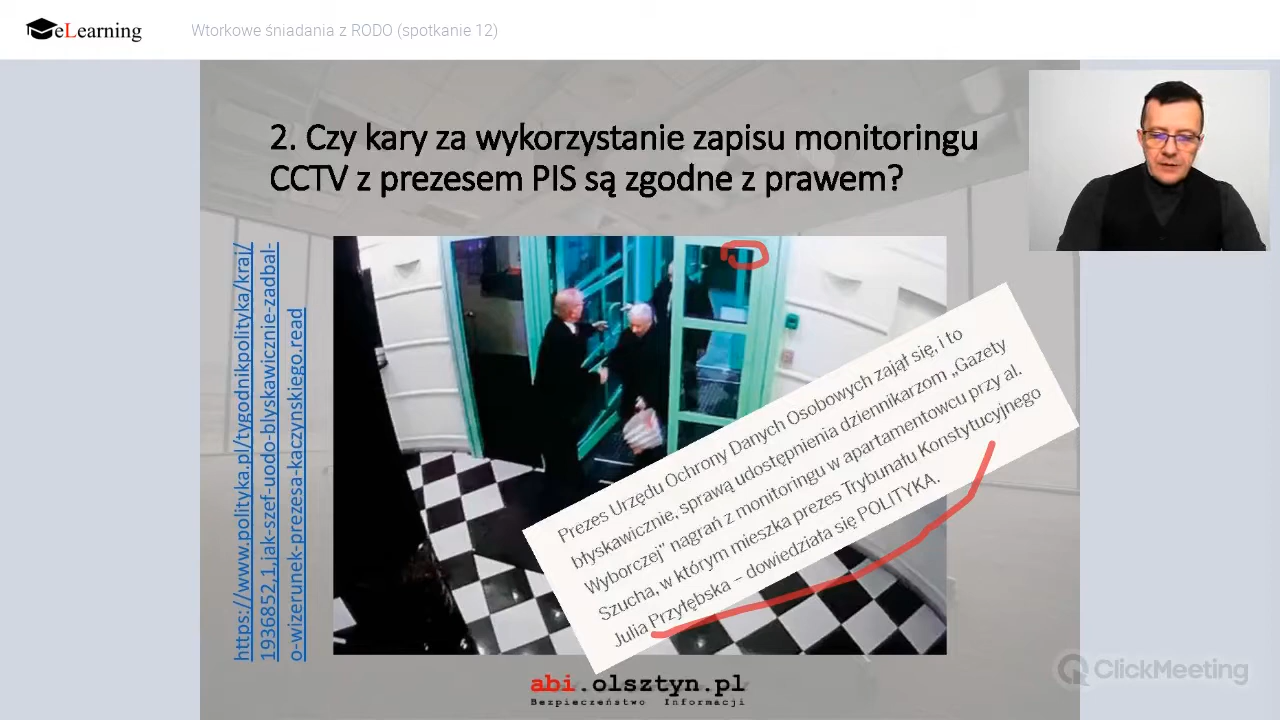 eLearning
Wtorkowe śniadania z RODO (spotkanie 12)
2. Czy kary za wykorzystanie zapisu monitoringu
CCTV z prezesem PIS są zgodne z prawem?
https://www.polityka.pl/tygodnikpolityka/kraj/
1936852,1,jak-szef-uodo-blyskawicznie-zadbal-
o-wizerunek-prezesa-kaczynskiego.read
Prezes Urzędu Ochrony Danych Osobowych zajął się, i to
błyskawicznie, sprawą udostępnienia dziennikarzom „Gazety
Wyborczej” nagrań z monitoringu w apartamentowcu przy al.
Szucha, w którym mieszka prezes Trybunału Konstytucyjnego
Julia Przyłębska – dowiedziała się POLITYKA.
abi.olsztyn.pl
Bezpieczeństwo Informacji
ClickMeeting